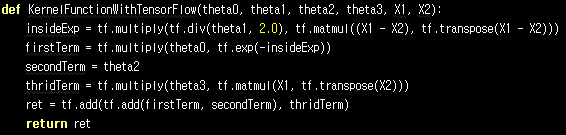 def KernelFunctionWithTensorFlow(theta0, theta1, theta2, theta3, X1, X2):
insideExp = tf.multiply(tf.div(theta1, 2.0), tf.matmul((X1 - X2), tf.transpose(X1 - X2)))
firstTerm = tf.multiply(theta0, tf.exp(-insideExp))
secondTerm = theta2
thridTerm = tf.multiply(theta3, tf.matmul(X1, tf.transpose(X2)))
ret = tf.add(tf.add(firstTerm, secondTerm), thridTerm)
return ret